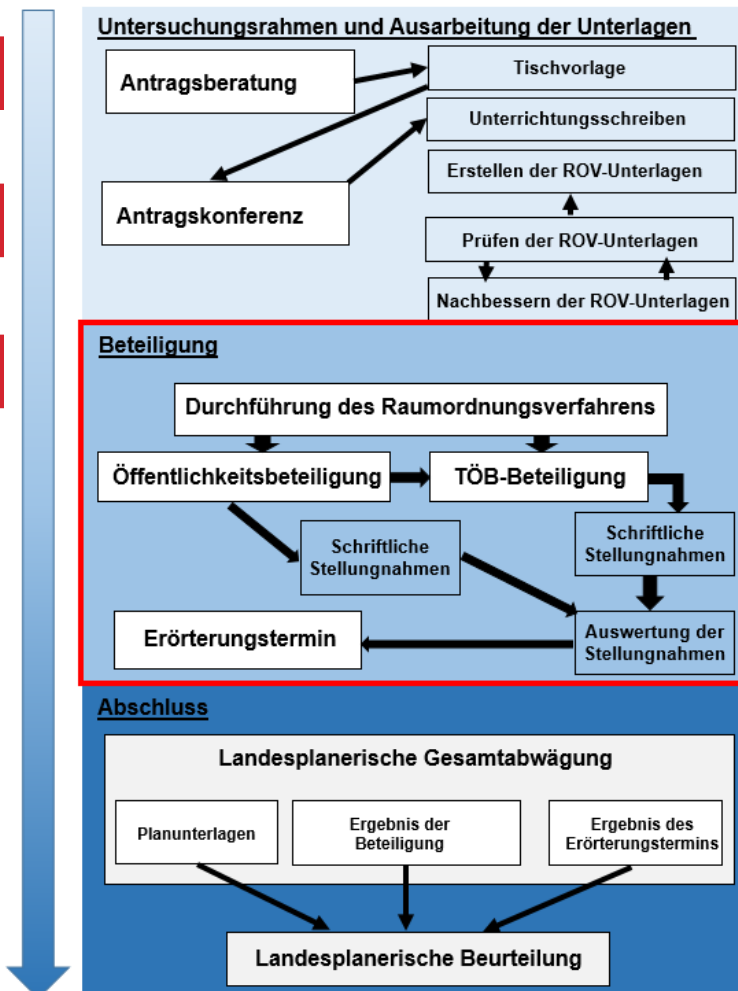 Untersuchungsrahmen und Ausarbeitung der Unterlagen
Antragsberatung
Tischvorlage
Unterrichtungsschreiben
Erstellen der ROV-Unterlagen
Antragskonferenz
Prüfen der ROV-Unterlagen
Nachbessern der ROV-Unterlagen
Beteiligung
Durchführung des Raumordnungsverfahrens
Öffentlichkeitsbeteiligung
TÖB-Beteiligung
Schriftliche
Stellungnahmen
Schriftliche
Stellungnahmen
Erörterungstermin
Auswertung der
Stellungnahmen
Abschluss
Landesplanerische Gesamtabwägung
Planunterlagen
Ergebnis der
Beteiligung
Ergebnis des
Erörterungstermins
Landesplanerische Beurteilung